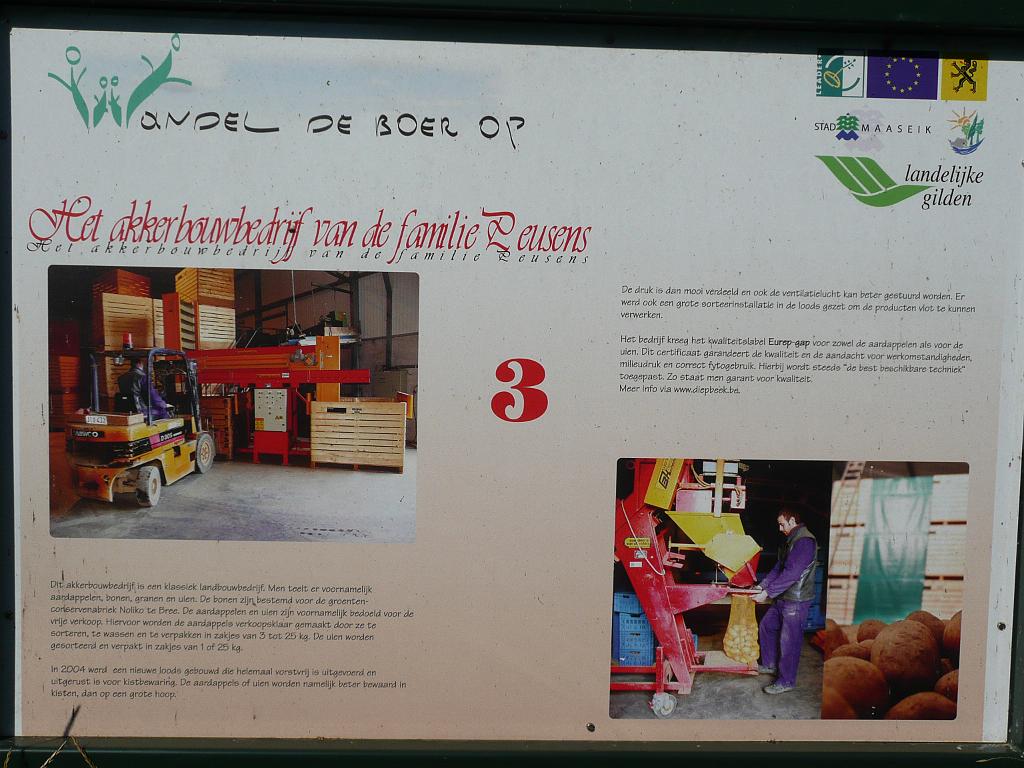 WANDEL DE BOER OP
LEADER+
STAD MAASEIK
landelijke
gilden
Het akkerbouwbedrijf van de familie Peusens
Het akkerbouwbedrijf van de familie Peusens
3
Dit akkerbouwbedrijf is een klassiek landbouwbedrijf. Men teelt er voornamelijk
aardappelen, bonen, granen en uien. De bonen zijn bestemd voor de groenten-
conservenabriek Noliko te Bree. De aardappelen en uien zijn voornamelijk bedoeld voor de
vrije verkoop. Hiervoor worden de aardappels verkoopsklaar gemaakt door ze te
sorteren, te wassen en te verpakken in zakjes van 3 tot 25 kg. De uien worden
gesorteerd en verpakt in zakjes van 1 of 25 kg.
In 2004 werd een nieuwe loods gebouwd die helemaal vorstvrij is uitgevoerd en
uitgerust is voor kistbewaring. De aardappels of uien worden namelijk beter bewaard in
kisten, dan op een grote hoop.
De druk is dan mooi verdeeld en ook de ventilatielucht kan beter gestuurd worden. Er
werd ook een grote sorteerinstallatie in de loods gezet om de producten vlot te kunnen
verwerken.
Het bedrijf kreeg het kwaliteitslabel Eurep-gap voor zowel de aardappelen als voor de
uien. Dit certificaat garandeert de kwaliteit en de aandacht voor werkomstandigheden,
milieudruk en correct fytogebruik. Hierbij wordt steeds "de best beschikbare techniek"
toegepast. Zo staat men garant voor kwaliteit.
Meer info via www.diepbeek.be.